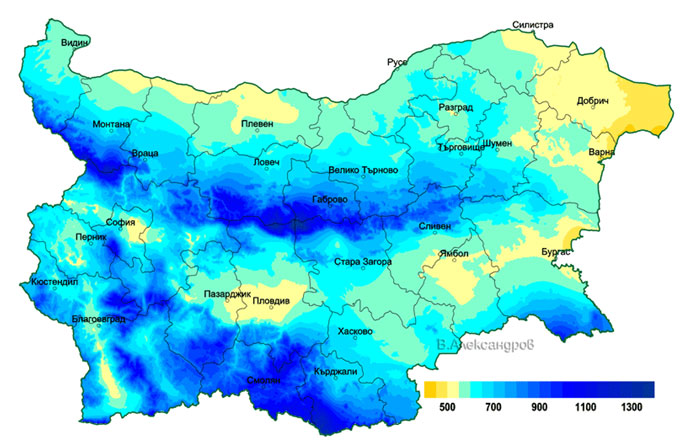 Силистра
Видин
Русе
Добрич
Разград
Монтана
Плевен
Враца
Търговище
Шумен
Варна
Ловеч
Велико Търново
Габрово
София
Перник
Сливен
Ямбол
Бургас
Стара Загора
Кюстендил
Пазарджик
Пловдив
Благоевград
Хасково
В.Александров
Кърджали
Смолян
500 700 900 1100 1300